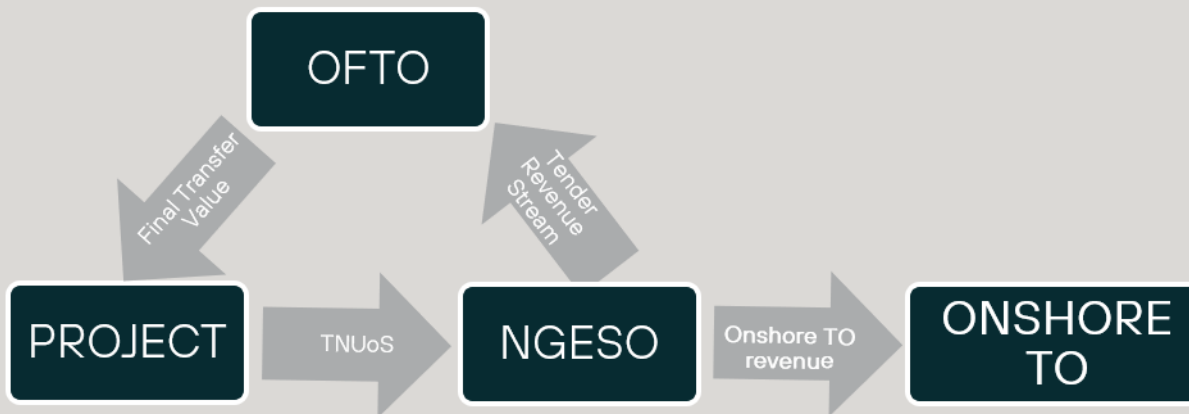 OFTO
Final Transfer
Value
Tender
Revenue
Stream
PROJECT
TNUoS
NGESO
Onshore TO
revenue
ONSHORE
TO